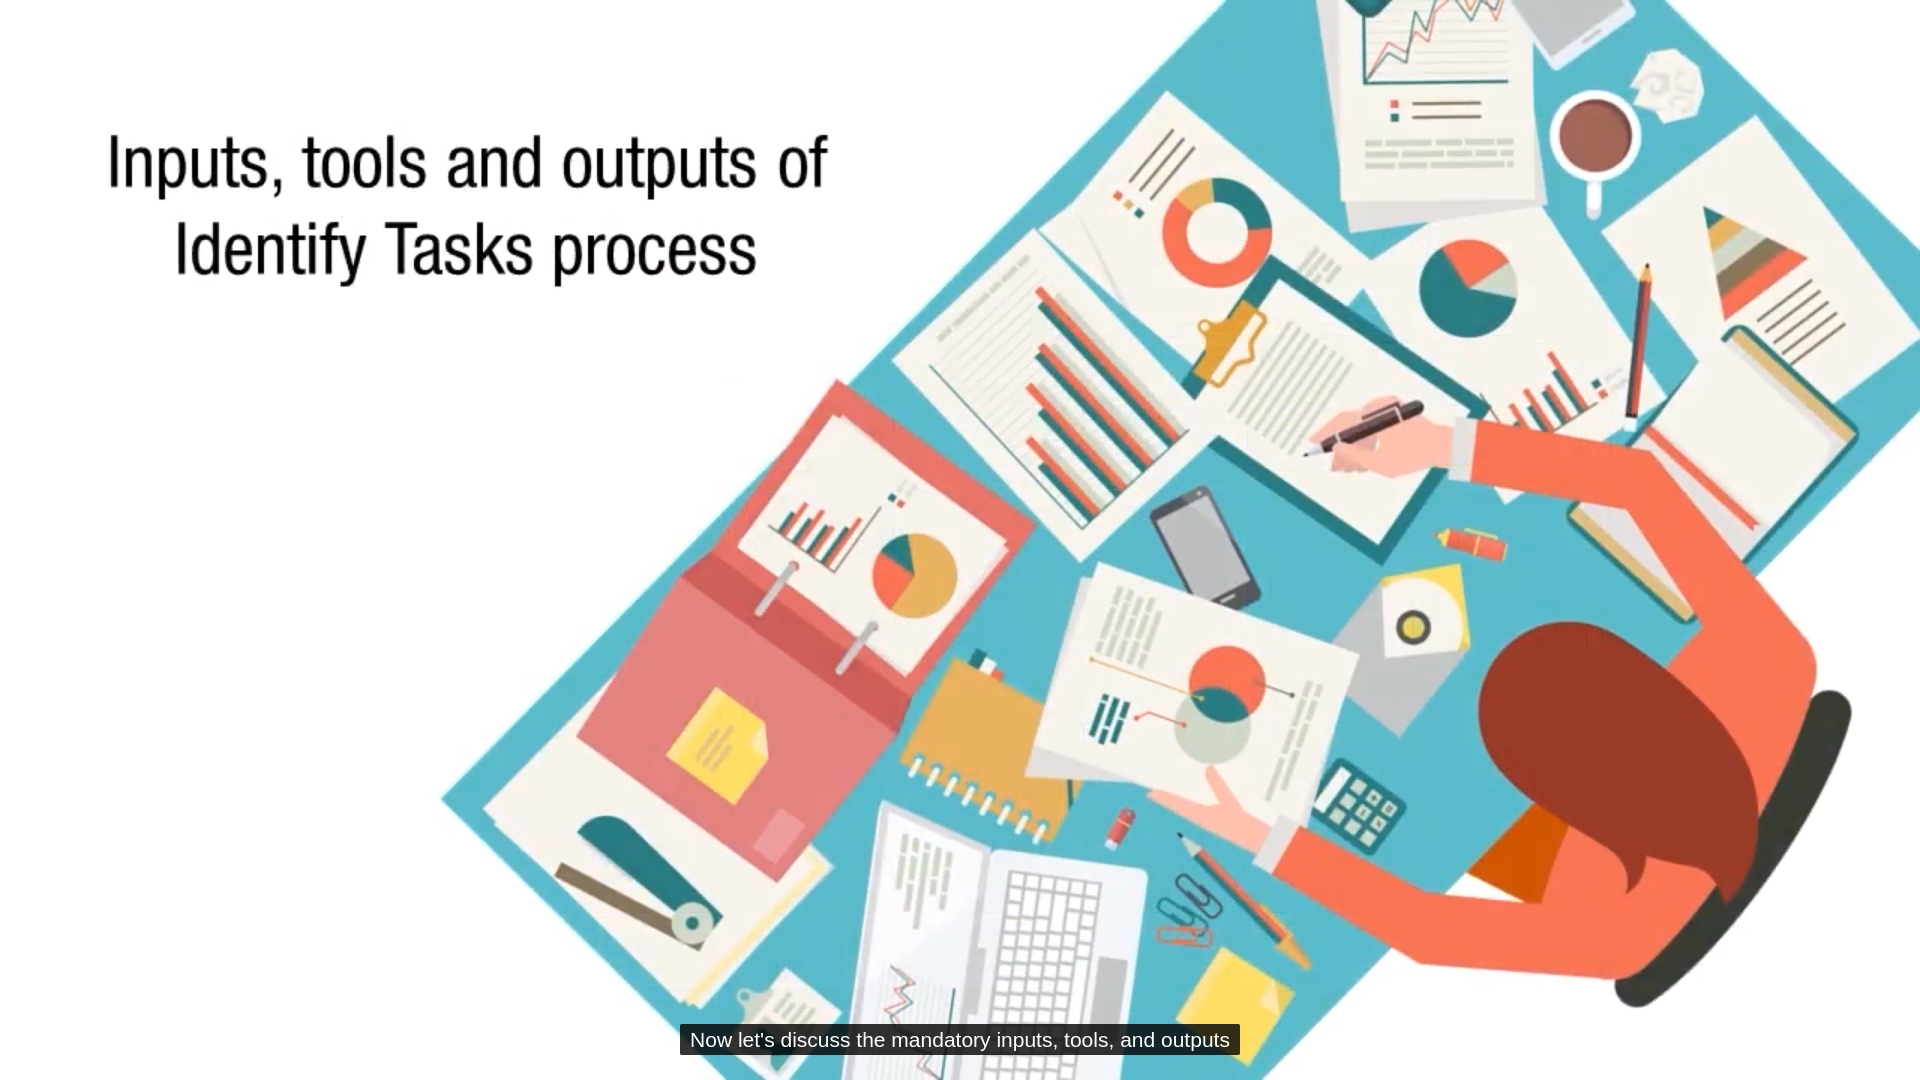 Inputs, tools and outputs of
Identify Tasks process
Now let's discuss the mandatory inputs, tools, and outputs